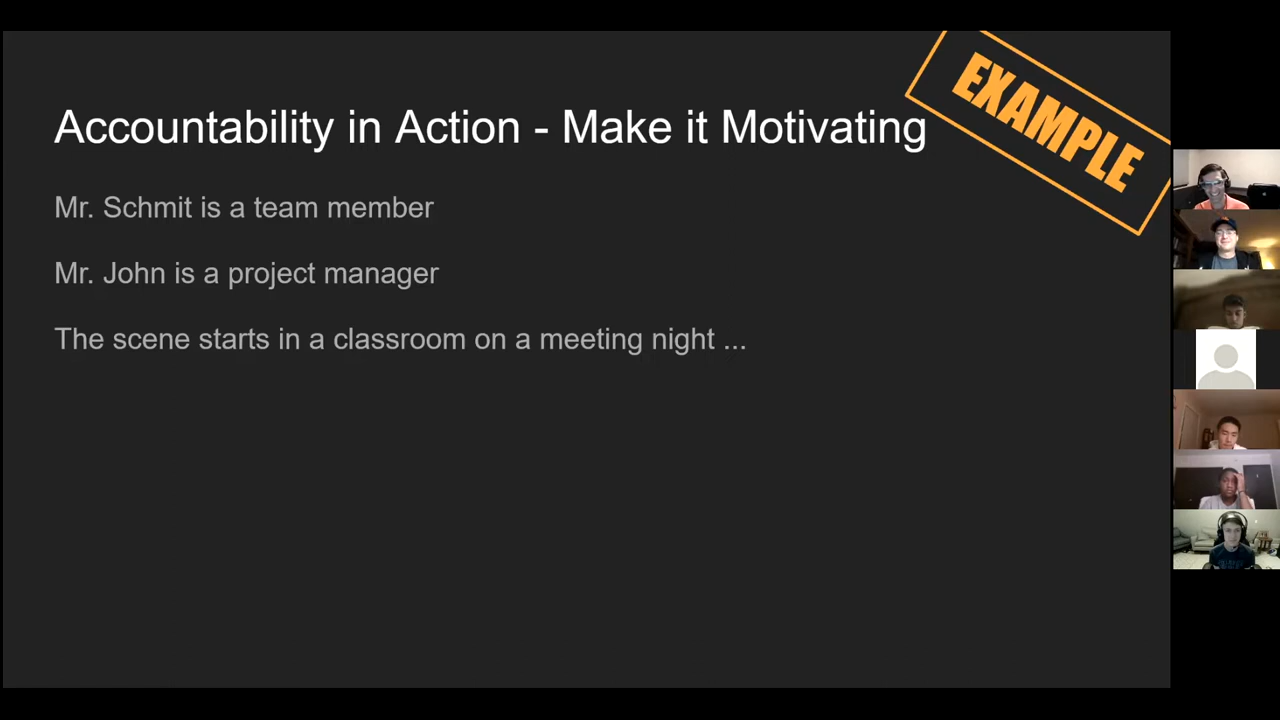 EXAMPLE
Accountability in Action - Make it Motivating
Mr. Schmit is a team member
Mr. John is a project manager
The scene starts in a classroom on a meeting night ...